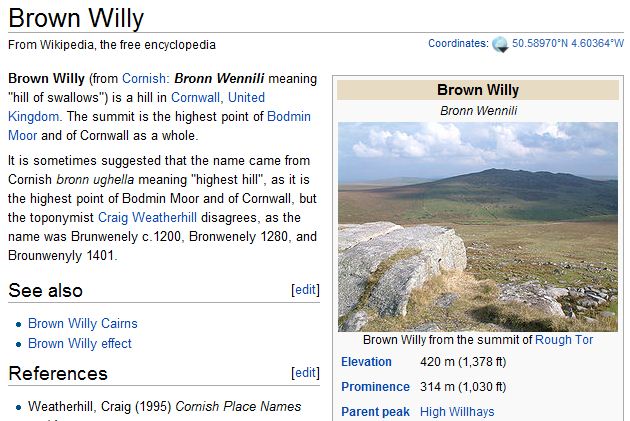 Brown Willy
From Wikipedia, the free encyclopedia
Coordinates: 50.58970°N 4.60364°W
Brown Willy (from Cornish: Bronn Wennili meaning
"hill of swallows") is a hill in Cornwall, United
Kingdom. The summit is the highest point of Bodmin
Moor and of Cornwall as a whole.
It is sometimes suggested that the name came from
Cornish bronn ughella meaning "highest hill", as it is
the highest point of Bodmin Moor and of Cornwall, but
the toponymist Craig Weatherhill disagrees, as the
name was Brunwenely c.1200, Bronwenely 1280, and
Brounwenyly 1401.
See also [edit]
Brown Willy Cairns
Brown Willy effect
References [edit]
Weatherhill, Craig (1995) Cornish Place Names
Brown Willy
Bronn Wennili
Brown Willy from the summit of Rough Tor
Elevation 420 m (1,378 ft)
Prominence 314 m (1,030 ft)
Parent peak High Willhays